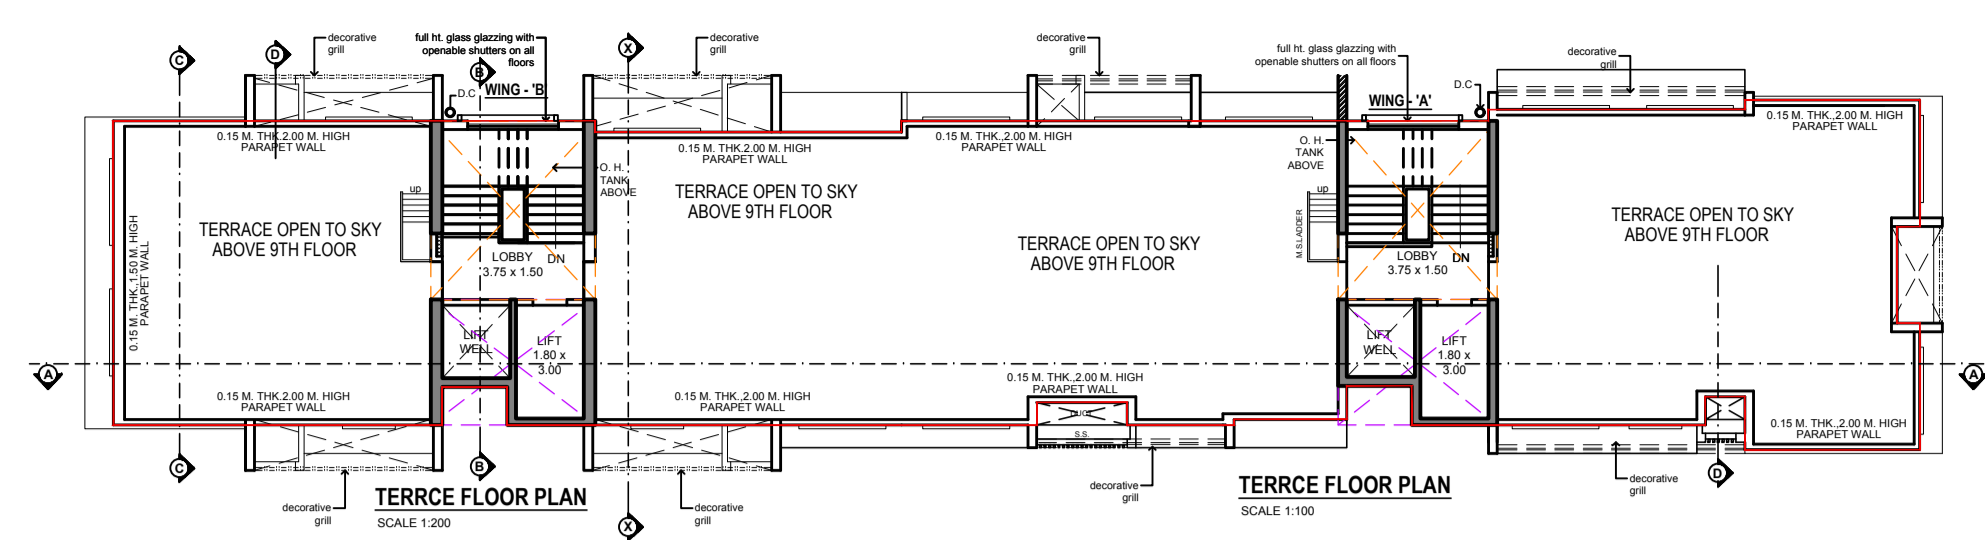 decorative
grill
full ht. glass glazzing with
openable shutters on all
floors
decorative
grill
decorative
grill
full ht. glass glazzing with
openable shutters on all floors
decorative
grill
C
D
B
X
D.C
WING - 'B'
D.C
WING - 'A'
0.15 M. THK.2.00 M. HIGH
PARAPET WALL
0.15 M. THK.2.00 M. HIGH
PARAPET WALL
0.15 M. THK.,2.00 M. HIGH
PARAPET WALL
0.15 M. THK.,2.00 M. HIGH
PARAPET WALL
O. H.
TANK
ABOVE
O. H.
TANK
ABOVE
up
up
TERRACE OPEN TO SKY
ABOVE 9TH FLOOR
TERRACE OPEN TO SKY
ABOVE 9TH FLOOR
TERRACE OPEN TO SKY
ABOVE 9TH FLOOR
TERRACE OPEN TO SKY
ABOVE 9TH FLOOR
0.15 M. THK.,1.50 M. HIGH
PARAPET WALL
M.S.LADDER
LOBBY
3.75 x 1.50
DN
LOBBY
3.75 x 1.50
DN
LIFT
WELL
LIFT
1.80 x
3.00
LIFT
WELL
LIFT
1.80 x
3.00
A
A
0.15 M. THK.2.00 M. HIGH
PARAPET WALL
0.15 M. THK.,2.00 M. HIGH
PARAPET WALL
0.15 M. THK.,2.00 M. HIGH
PARAPET WALL
0.15 M. THK.,2.00 M. HIGH
PARAPET WALL
DUCT
S.S.
C
B
X
D
decorative
grill
decorative
grill
decorative
grill
decorative
grill
TERRCE FLOOR PLAN
SCALE 1:200
TERRCE FLOOR PLAN
SCALE 1:100